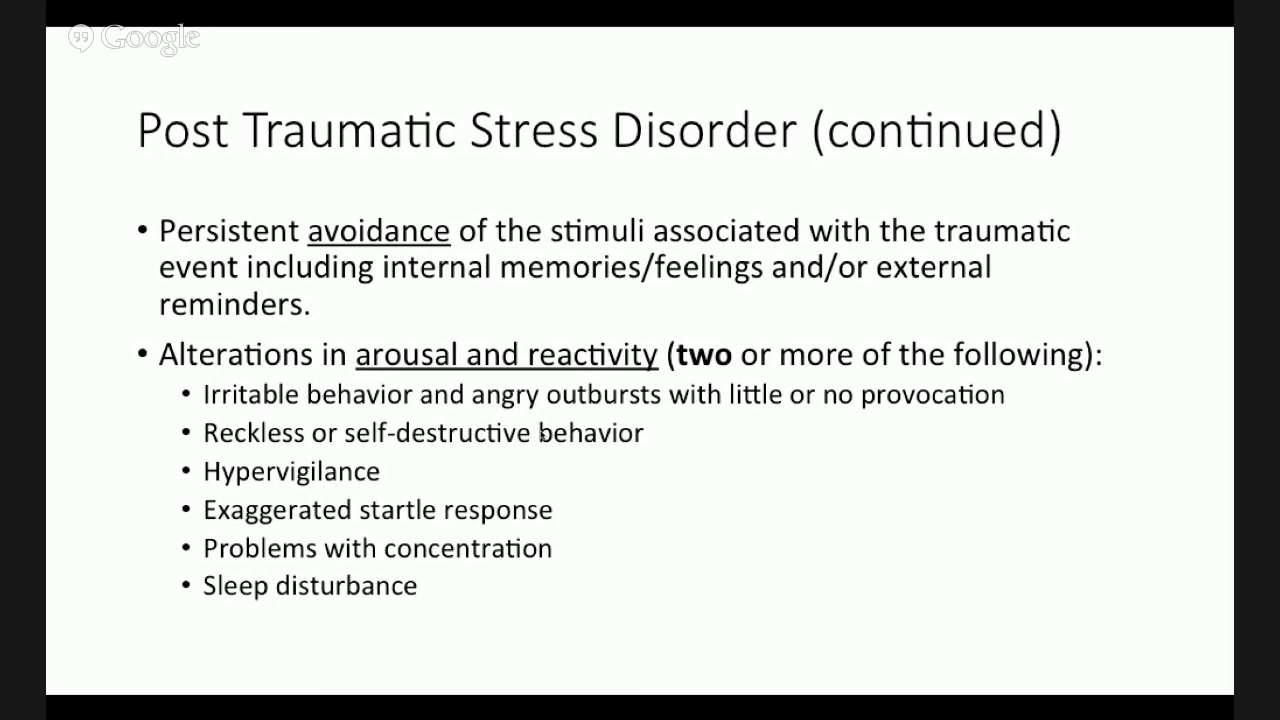 Google
Post Traumatic Stress Disorder (continued)
• Persistent avoidance of the stimuli associated with the traumatic
event including internal memories/feelings and/or external
reminders.
• Alterations in arousal and reactivity (two or more of the following):
• Irritable behavior and angry outbursts with little or no provocation
• Reckless or self-destructive behavior
• Hypervigilance
• Exaggerated startle response
• Problems with concentration
• Sleep disturbance